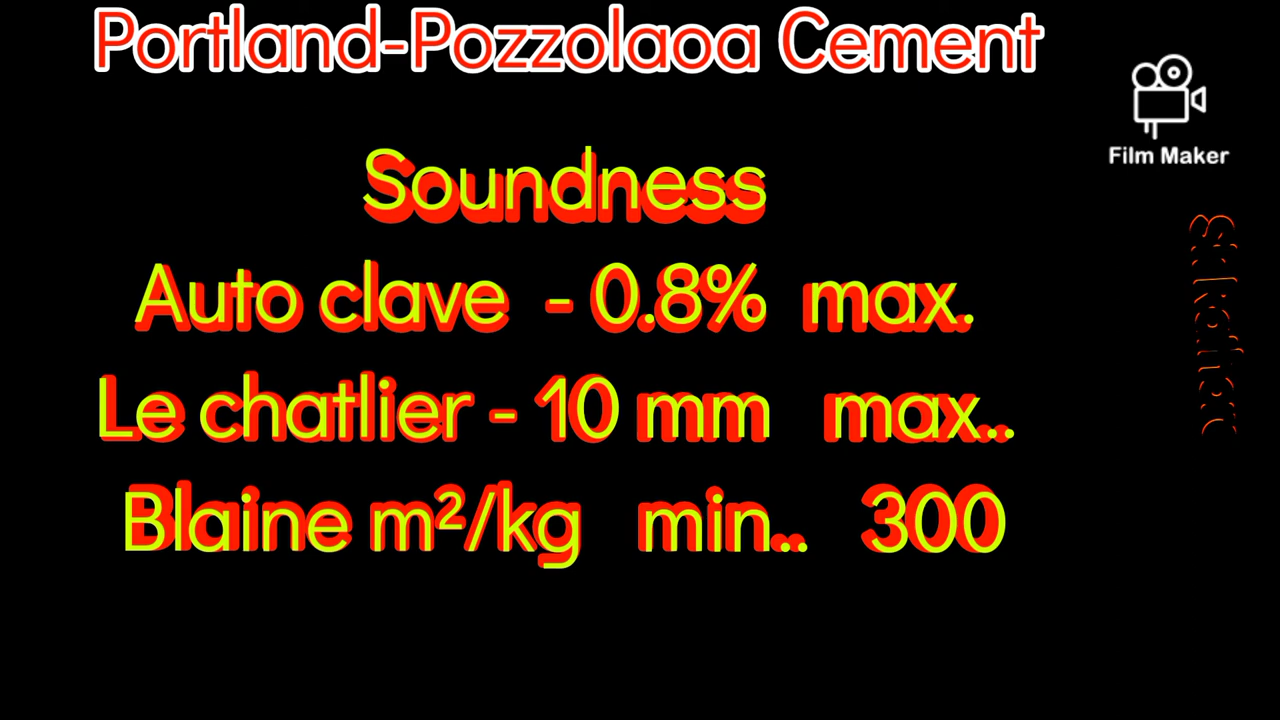 Portland-Pozzolaoa Cement
Film Maker
Soundness
Auto clave - 0.8% max.
Le chatlier - 10 mm max..
Blaine m²/kg min.. 300